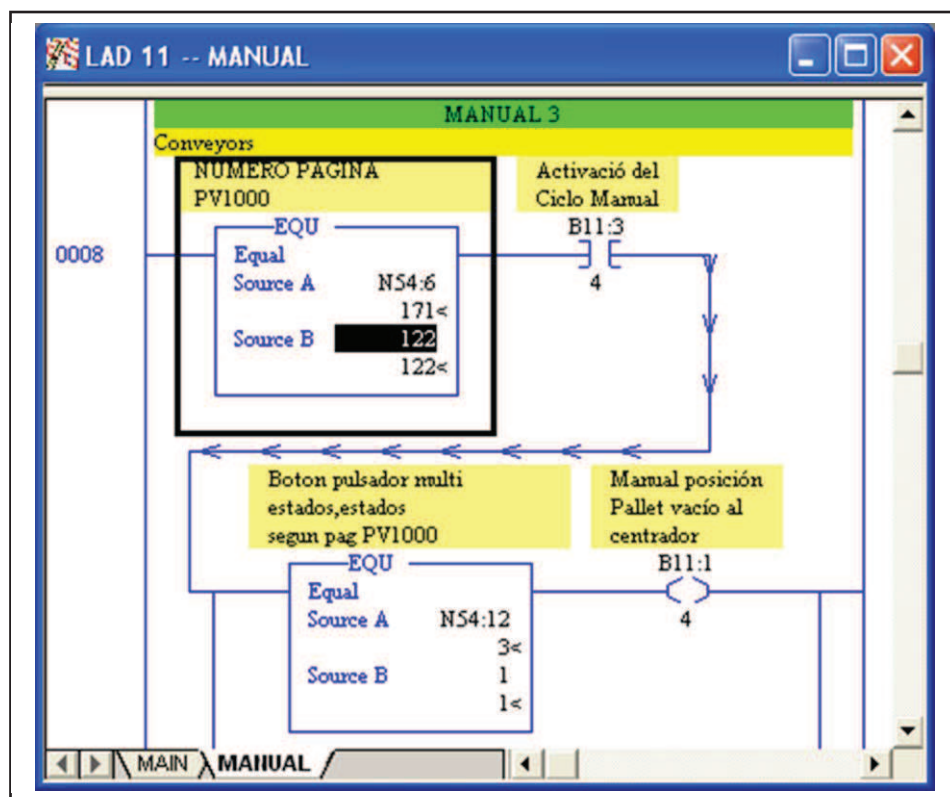 LAD 11 -- MANUAL
MANUAL 3
Conveyors
NUMERO PAGINA
PV1000
EQU
Equal
Source A N54:6
171<
Source B 122
122<
Activació del
Ciclo Manual
B11:3
4
0008
Boton pulsador multi
estados,estados
segun pag PV1000
EQU
Equal
Source A N54:12
3<
Source B 1
1<
Manual posición
Pallet vacío al
centrador
B11:1
4
MAIN MANUAL